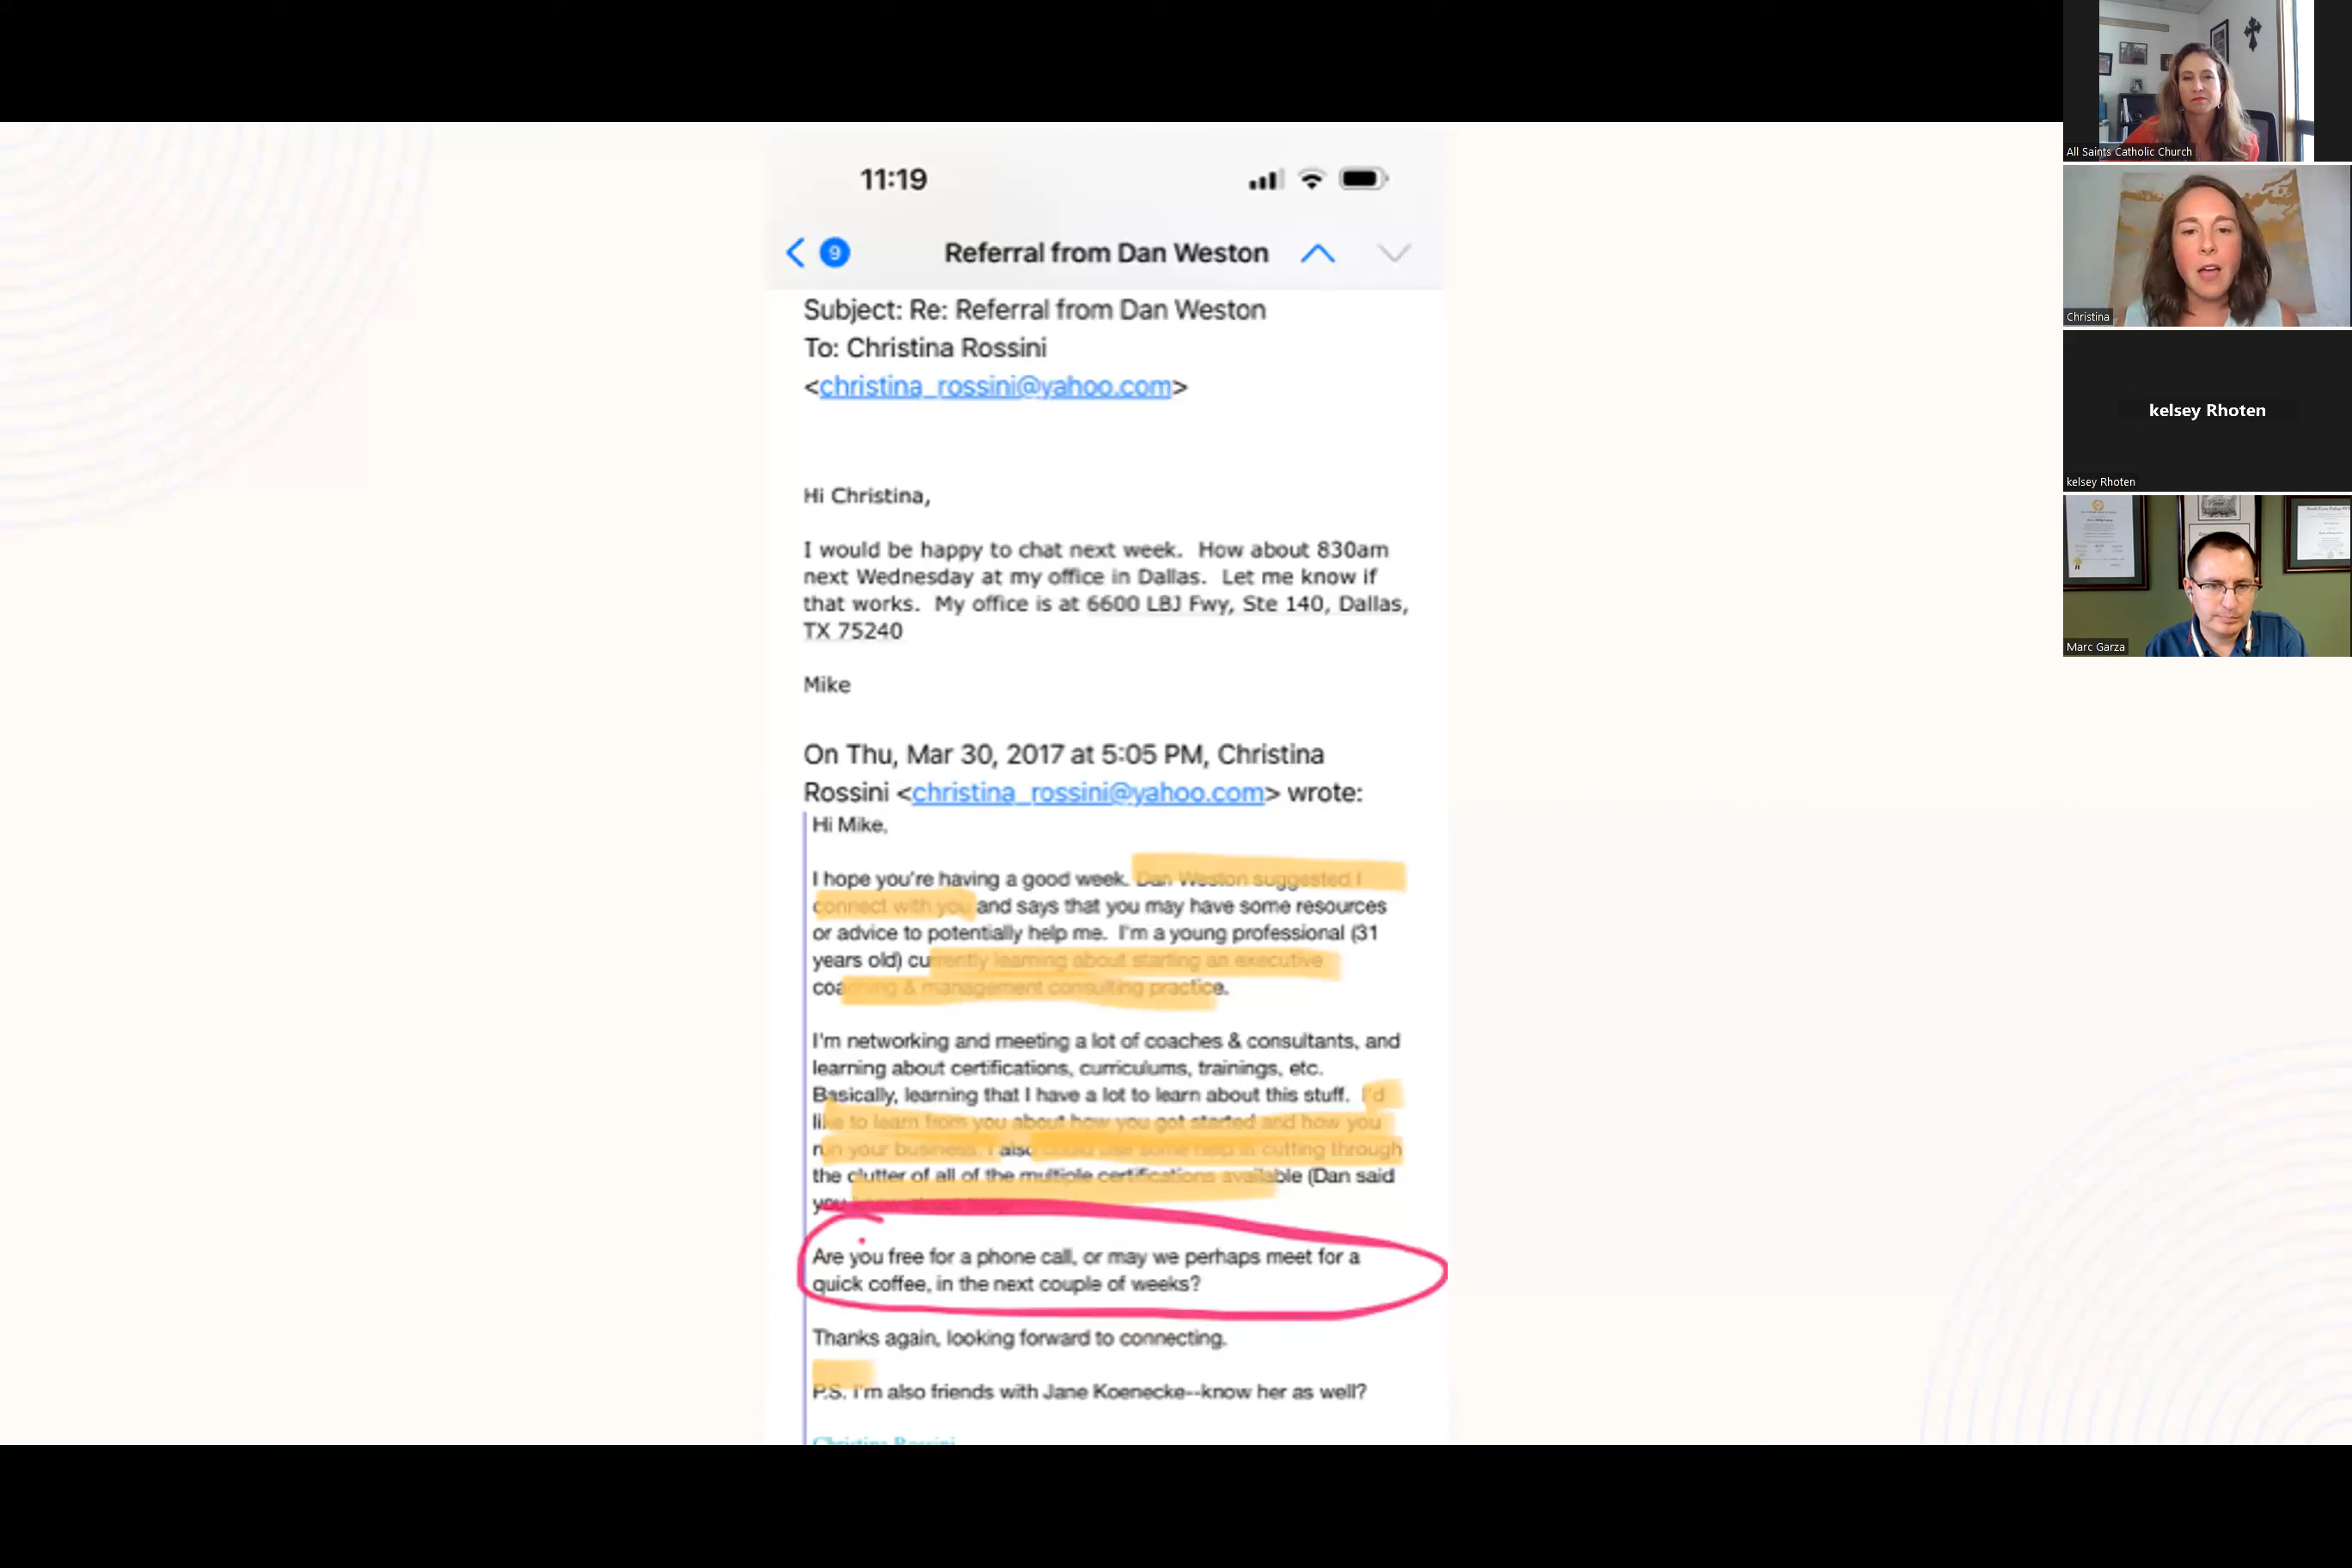 11:19
9
Referral from Dan Weston
Subject: Re: Referral from Dan Weston
To: Christina Rossini
<christina_rossini@yahoo.com>
Hi Christina,
I would be happy to chat next week. How about 830am
next Wednesday at my office in Dallas. Let me know if
that works. My office is at 6600 LBJ Fwy, Ste 140, Dallas,
TX 75240
Mike
On Thu, Mar 30, 2017 at 5:05 PM, Christina
Rossini <christina_rossini@yahoo.com> wrote:
Hi Mike,
I hope you're having a good week. Dan Weston suggested I
connect with you and says that you may have some resources
or advice to potentially help me. I'm a young professional (31
years old) currently learning about starting an executive
coaching & management consulting practice.
I'm networking and meeting a lot of coaches & consultants, and
learning about certifications, curriculums, trainings, etc.
Basically, learning that I have a lot to learn about this stuff. I'd
like to learn from you about how you got started and how you
run your business. I also could use some help in cutting through
the clutter of all of the multiple certifications available (Dan said
you
Are you free for a phone call, or may we perhaps meet for a
quick coffee, in the next couple of weeks?
Thanks again, looking forward to connecting.
P.S. I'm also friends with Jane Koenecke--know her as well?
Christina Rossini
All Saints Catholic Church
Christina
kelsey Rhoten
kelsey Rhoten
Marc Garza